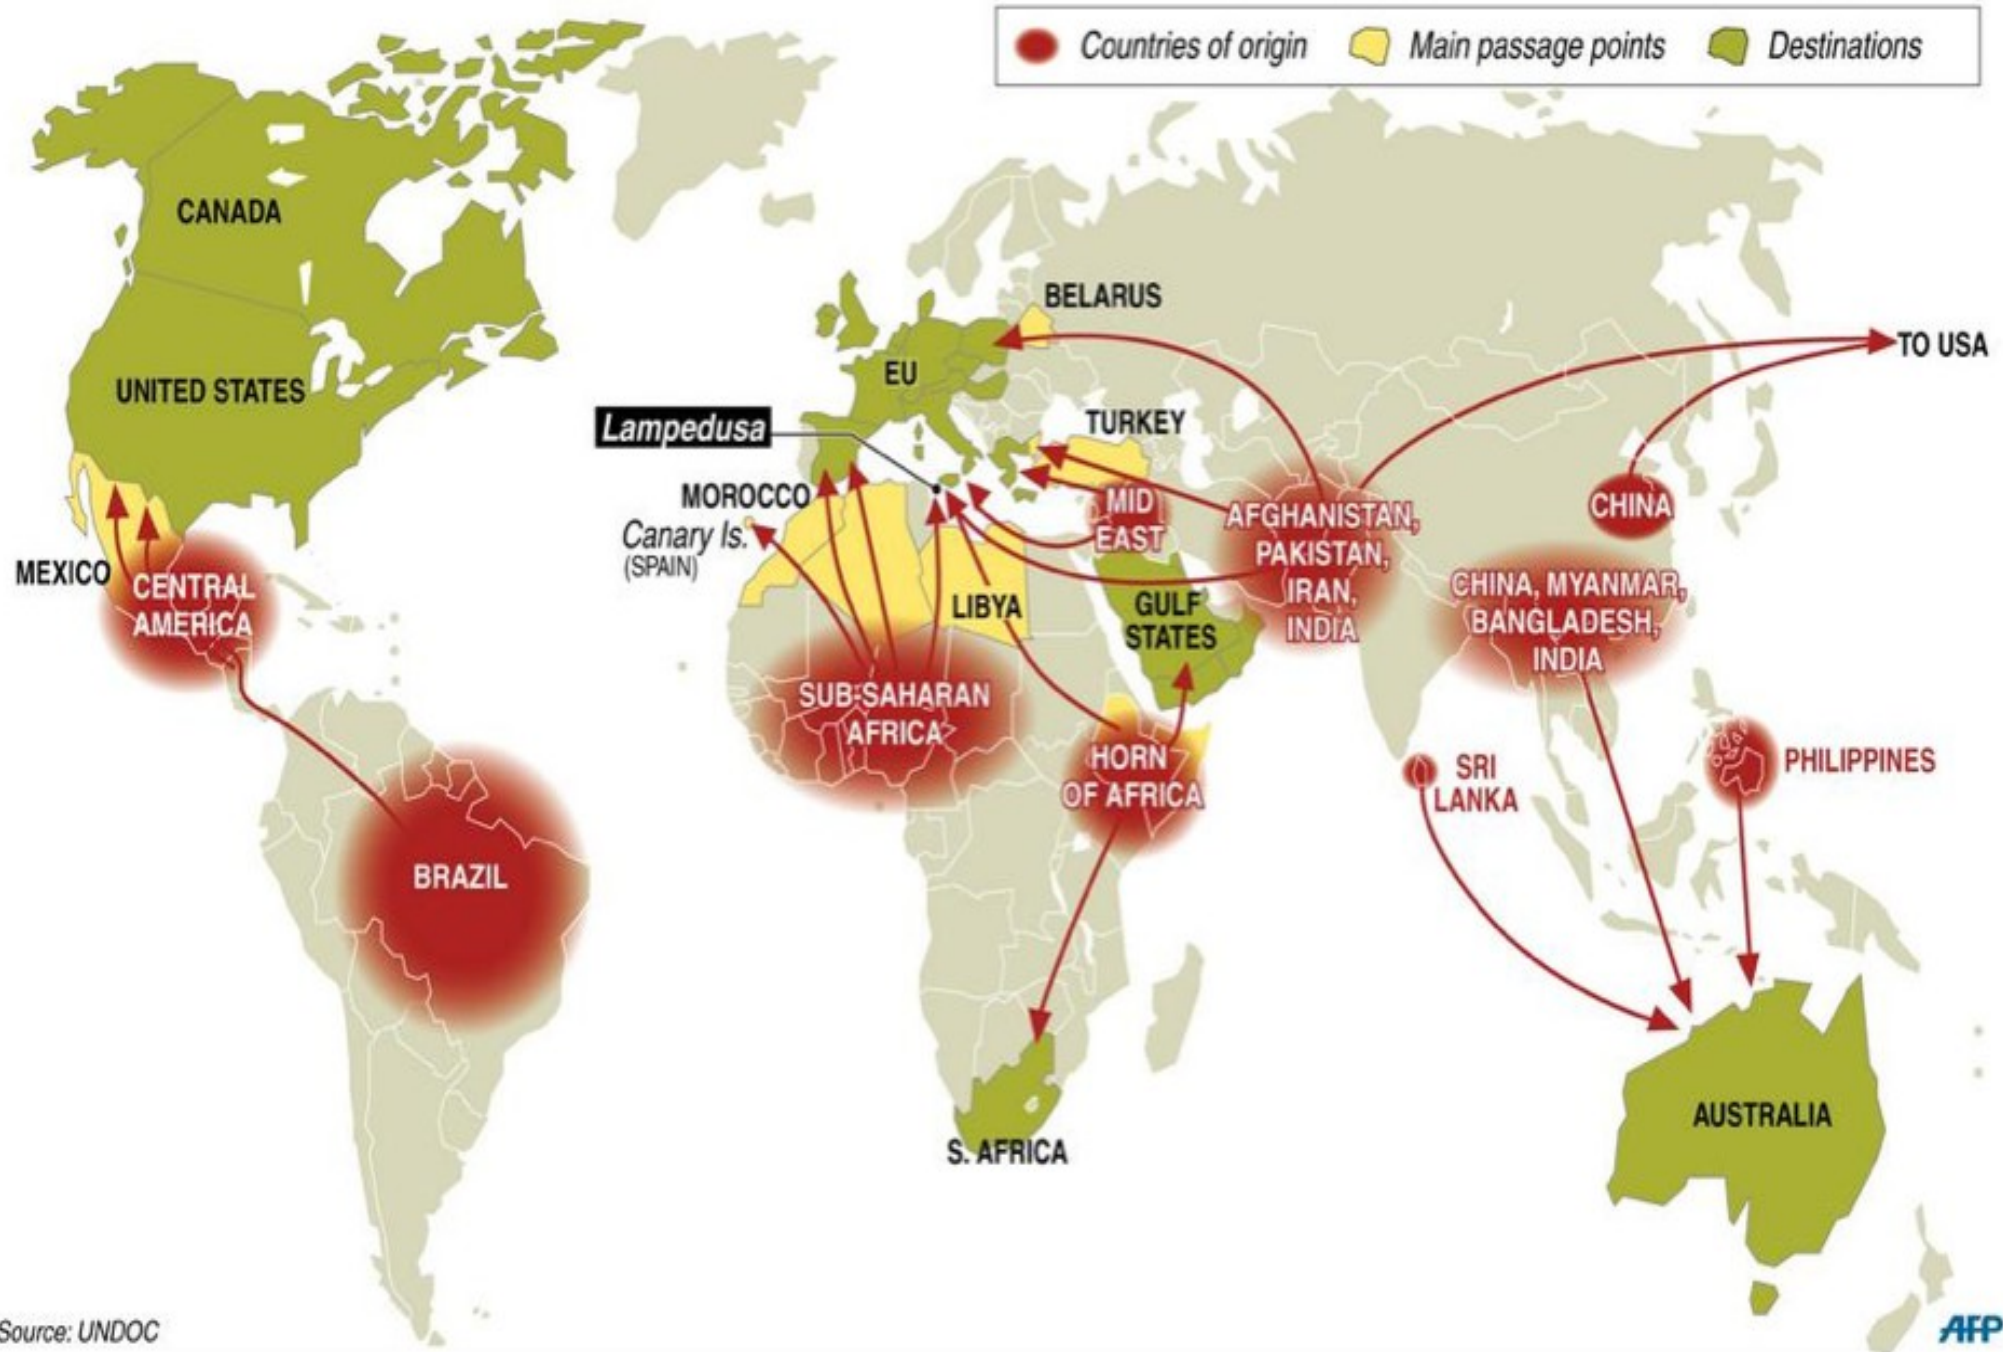 Countries of origin
Main passage points
Destinations
CANADA
UNITED STATES
MEXICO
CENTRAL
AMERICA
BRAZIL
Lampedusa
MOROCCO
Canary Is.
(SPAIN)
EU
BELARUS
TURKEY
MID
EAST
LIBYA
GULF
STATES
SUB-SAHARAN
AFRICA
HORN
OF AFRICA
S. AFRICA
AFGHANISTAN,
PAKISTAN,
IRAN,
INDIA
TO USA
CHINA
CHINA, MYANMAR,
BANGLADESH,
INDIA
SRI
LANKA
PHILIPPINES
AUSTRALIA
Source: UNDOC
AFP